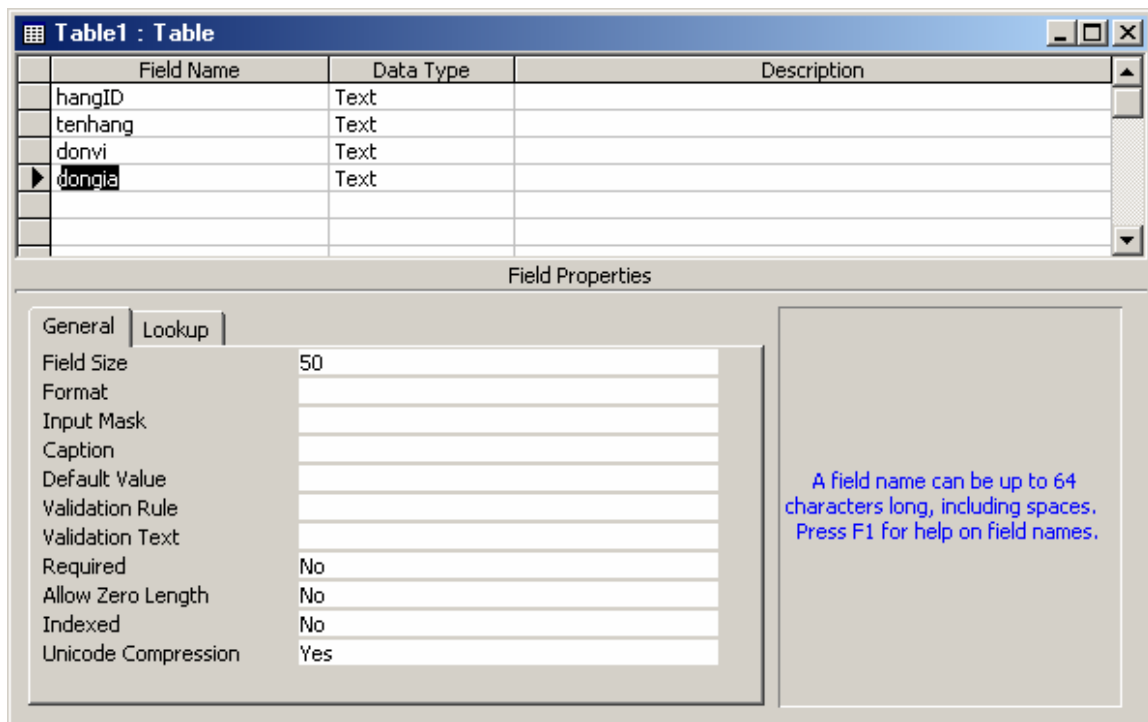 Table1 : Table
Field Name Data Type Description
hangID Text
tenhang Text
donvi Text
dongia Text
Field Properties
General Lookup
Field Size 50
Format
Input Mask
Caption
Default Value
Validation Rule
Validation Text
Required No
Allow Zero Length No
Indexed No
Unicode Compression Yes
A field name can be up to 64
characters long, including spaces.
Press F1 for help on field names.